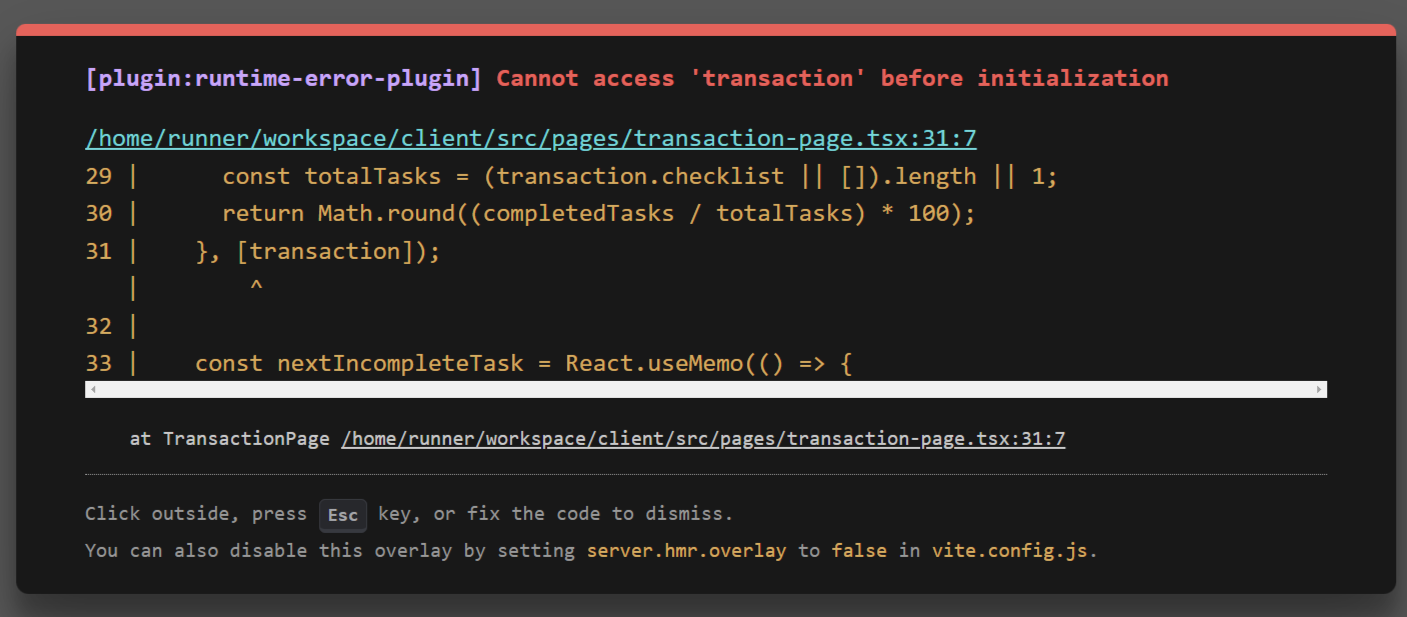 [plugin:runtime-error-plugin] Cannot access 'transaction' before initialization
/home/runner/workspace/client/src/pages/transaction-page.tsx:31:7
29 |      const totalTasks = (transaction.checklist || []).length || 1;
30 |      return Math.round((completedTasks / totalTasks) * 100);
31 |    }, [transaction]);
   |        ^
32 |
33 |    const nextIncompleteTask = React.useMemo(() => {
at TransactionPage /home/runner/workspace/client/src/pages/transaction-page.tsx:31:7
Click outside, press Esc key, or fix the code to dismiss.
You can also disable this overlay by setting server.hmr.overlay to false in vite.config.js.